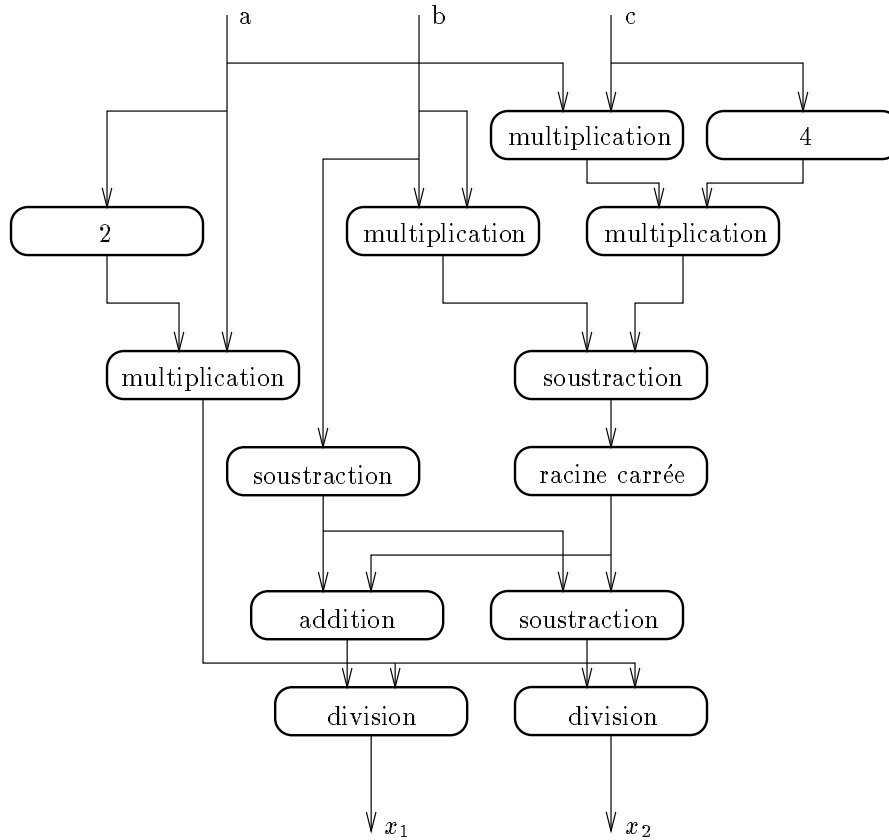 a b c
multiplication 4
2 multiplication multiplication
multiplication soustraction
soustraction racine carrée
addition soustraction
division division
x1 x2